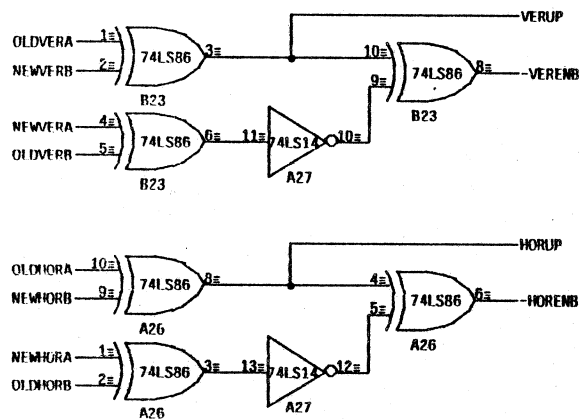 VERUP
OLDVERA 1 74LS86 3 10 74LS86 8 -VERENB
NEWVERB 2 9
B23 B23
NEWVERA 4 74LS86 6 11 74LS14 10
OLDVERB 5
B23 A27
HORUP
OLDHORA 10 74LS86 8 4 74LS86 6 -HORENB
NEWHORB 9 5
A26 A26
NEWHORA 1 74LS86 3 13 74LS14 12
OLDHORB 2
A26 A27